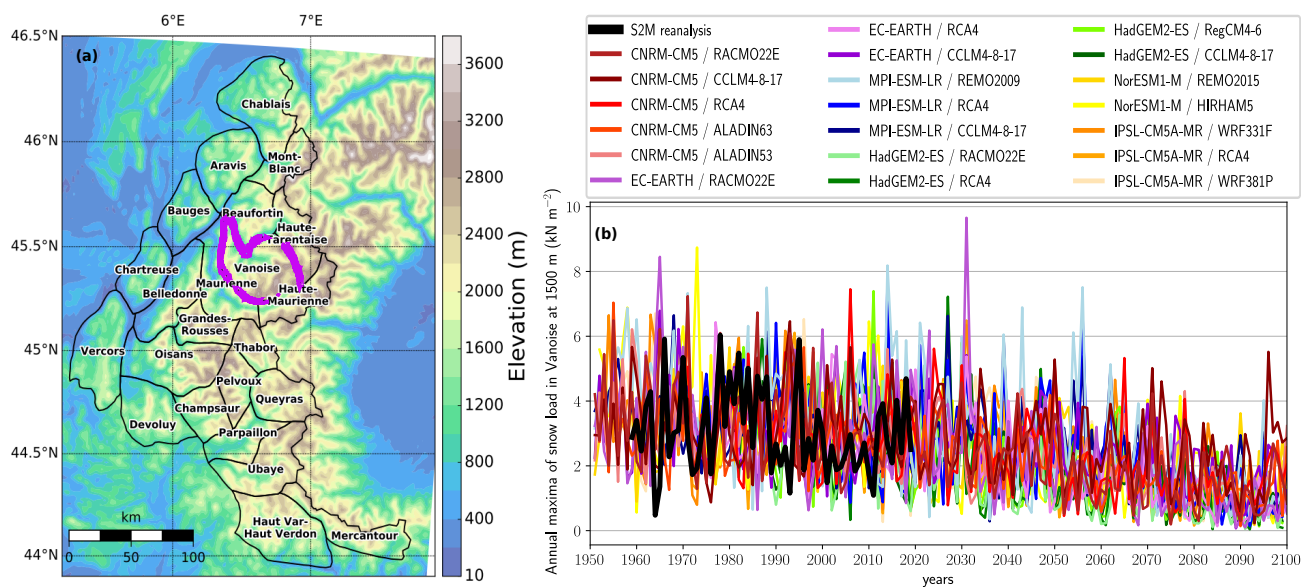 6°E 7°E
46.5°N
46°N
45.5°N
45°N
44.5°N
44°N
(a)
Chablais
Aravis
Mont-
Blanc
Bauges
Beaufortin
Haute-
Tarentaise
Chartreuse
Vanoise
Maurienne
Belledonne
Haute-
Maurienne
Grandes-
Rousses
Vercors
Oisans
Thabor
Pelvoux
Champsaur
Queyras
Devoluy
Parpaillon
Ubaye
Haut Var-
Haut Verdon
Mercantour
km
0 50 100
3600
3200
2800
2400
2000
1600
1200
800
400
10
Elevation (m)
S2M reanalysis
CNRM-CM5 / RACMO22E
CNRM-CM5 / CCLM4-8-17
CNRM-CM5 / RCA4
CNRM-CM5 / ALADIN63
CNRM-CM5 / ALADIN53
EC-EARTH / RACMO22E
EC-EARTH / RCA4
EC-EARTH / CCLM4-8-17
MPI-ESM-LR / REMO2009
MPI-ESM-LR / RCA4
MPI-ESM-LR / CCLM4-8-17
HadGEM2-ES / RACMO22E
HadGEM2-ES / RCA4
HadGEM2-ES / RegCM4-6
HadGEM2-ES / CCLM4-8-17
NorESM1-M / REMO2015
NorESM1-M / HIRHAM5
IPSL-CM5A-MR / WRF331F
IPSL-CM5A-MR / RCA4
IPSL-CM5A-MR / WRF381P
(b)
Annual maxima of snow load in Vanoise at 1500 m (kN m⁻²)
10
8
6
4
2
0
1950 1960 1970 1980 1990 2000 2010 2020 2030 2040 2050 2060 2070 2080 2090 2100
years